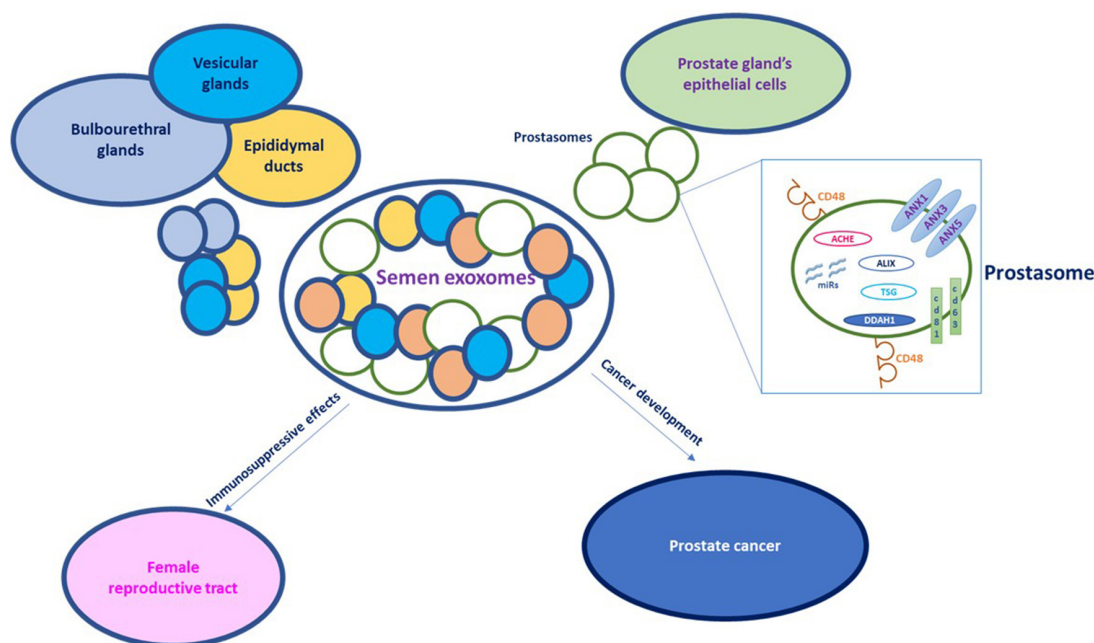 Vesicular
glands
Bulbourethral
glands
Epididymal
ducts
Prostate gland's
epithelial cells
Prostasomes
CD48
ANX1
ANX3
ANX5
ACHE
ALIX
miRs
TSG
DDAH1
cd81
cd63
CD48
Prostasome
Semen exoxomes
Immunosuppressive effects
Cancer development
Female
reproductive tract
Prostate cancer